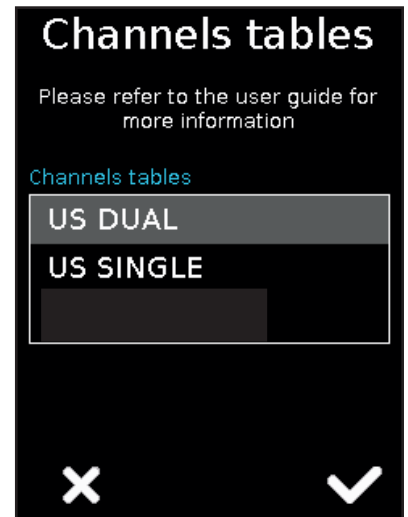 Channels tables
Please refer to the user guide for
more information
Channels tables
US DUAL
US SINGLE